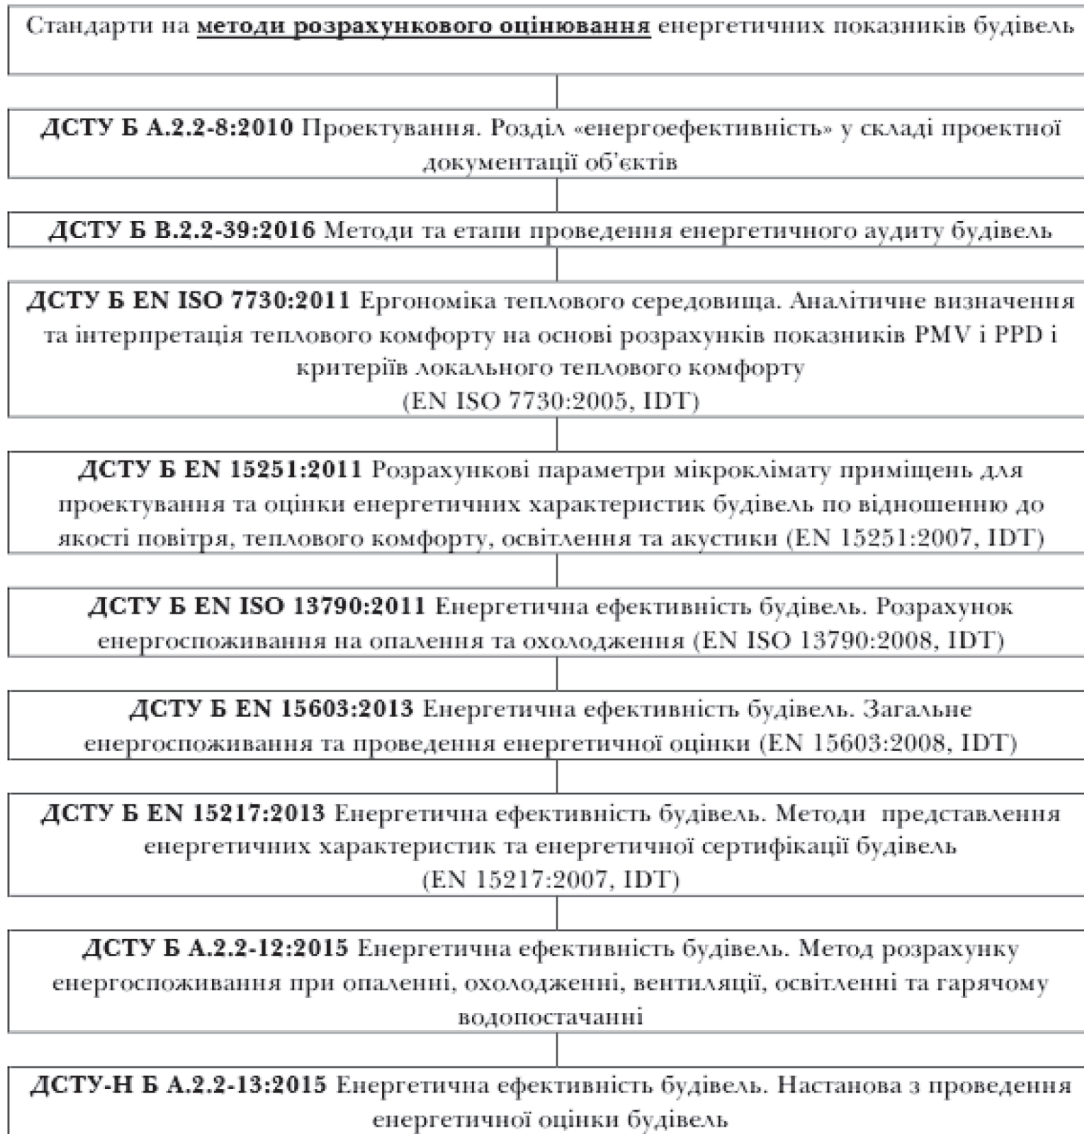 Стандарти на методи розрахункового оцінювання енергетичних показників будівель
ДСТУ Б А.2.2-8:2010 Проектування. Розділ «енергоефективність» у складі проектної
документації об’єктів
ДСТУ Б В.2.2-39:2016 Методи та етапи проведення енергетичного аудиту будівель
ДСТУ Б EN ISO 7730:2011 Ергономіка теплового середовища. Аналітичне визначення
та інтерпретація теплового комфорту на основі розрахунків показників PMV і PPD і
критеріїв локального теплового комфорту
(EN ISO 7730:2005, IDT)
ДСТУ Б EN 15251:2011 Розрахункові параметри мікроклімату приміщень для
проектування та оцінки енергетичних характеристик будівель по відношенню до
якості повітря, теплового комфорту, освітлення та акустики (EN 15251:2007, IDT)
ДСТУ Б EN ISO 13790:2011 Енергетична ефективність будівель. Розрахунок
енергоспоживання на опалення та охолодження (EN ISO 13790:2008, IDT)
ДСТУ Б EN 15603:2013 Енергетична ефективність будівель. Загальне
енергоспоживання та проведення енергетичної оцінки (EN 15603:2008, IDT)
ДСТУ Б EN 15217:2013 Енергетична ефективність будівель. Методи представлення
енергетичних характеристик та енергетичної сертифікації будівель
(EN 15217:2007, IDT)
ДСТУ Б А.2.2-12:2015 Енергетична ефективність будівель. Метод розрахунку
енергоспоживання при опаленні, охолодженні, вентиляції, освітленні та гарячому
водопостачанні
ДСТУ-Н Б А.2.2-13:2015 Енергетична ефективність будівель. Настанова з проведення
енергетичної оцінки будівель